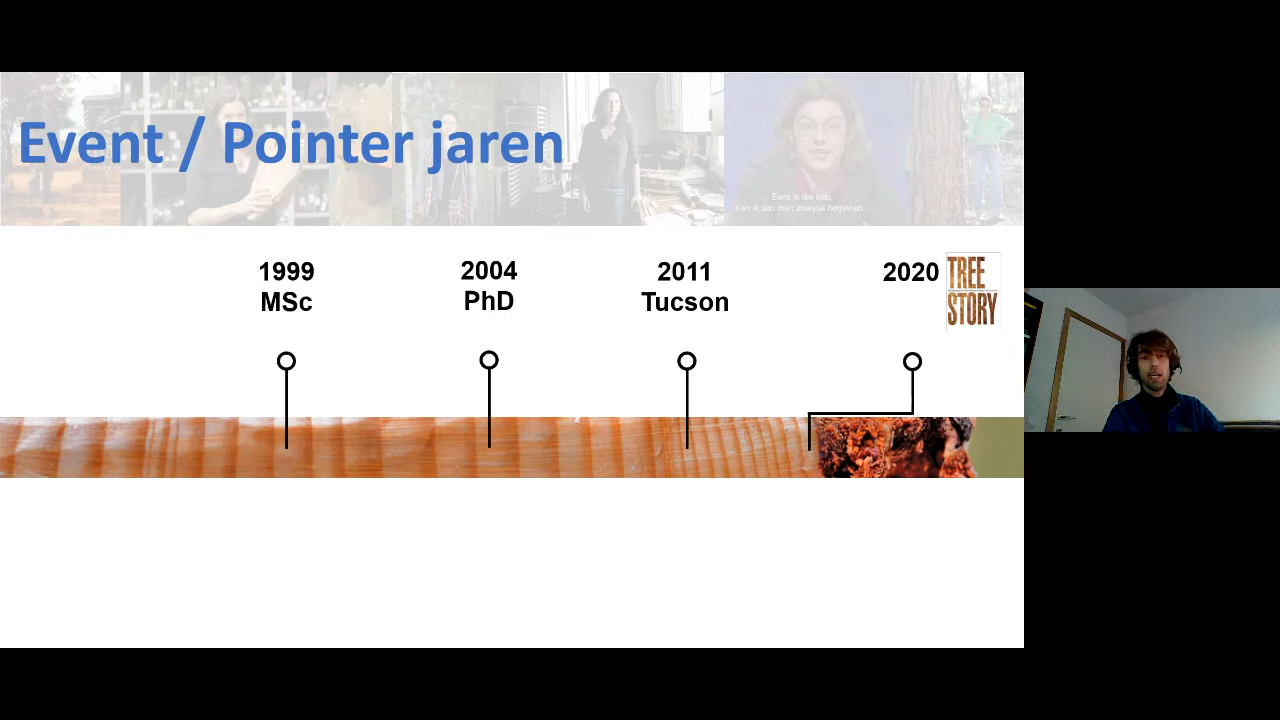 Event / Pointer jaren
Eens ik die heb,
kan ik aan mijn analyse beginnen.
1999
MSc
2004
PhD
2011
Tucson
2020
TREE
STORY